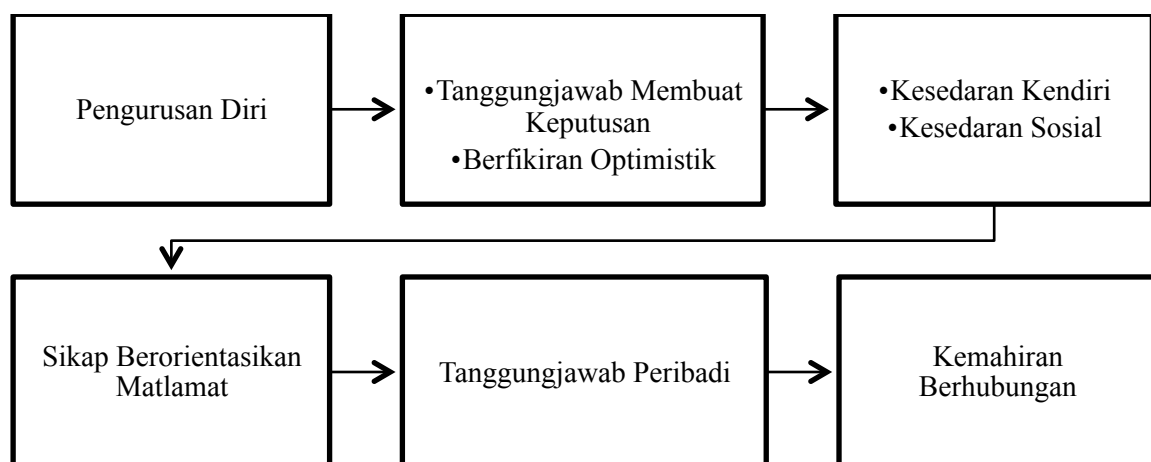 Pengurusan Diri
•Tanggungjawab Membuat
Keputusan
•Berfikiran Optimistik
•Kesedaran Kendiri
•Kesedaran Sosial
Sikap Berorientasikan
Matlamat
Tanggungjawab Peribadi
Kemahiran
Berhubungan